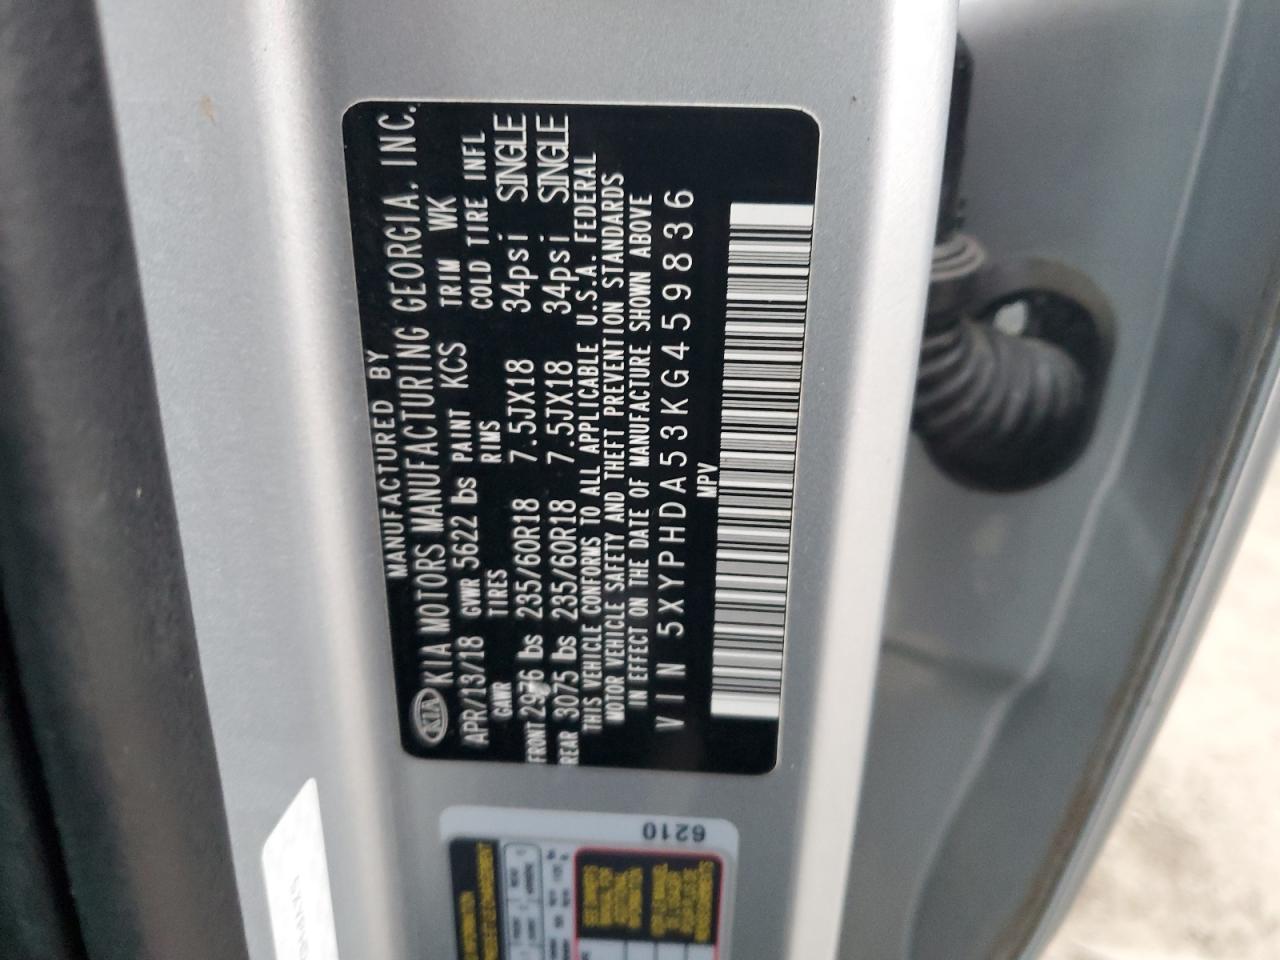 MANUFACTURED BY
KIA KIA MOTORS MANUFACTURING GEORGIA, INC.
APR/13/18 GVWR 5622 lbs PAINT KCS TRIM WK
GAWR TIRES RIMS COLD TIRE INFL
FRONT 2976 lbs 235/60R18 7.5JX18 34psi SINGLE
REAR 3075 lbs 235/60R18 7.5JX18 34psi SINGLE
THIS VEHICLE CONFORMS TO ALL APPLICABLE U.S.A. FEDERAL
MOTOR VEHICLE SAFETY AND THEFT PREVENTION STANDARDS
IN EFFECT ON THE DATE OF MANUFACTURE SHOWN ABOVE
VIN 5XYPHDA53KG459836
MPV
6210